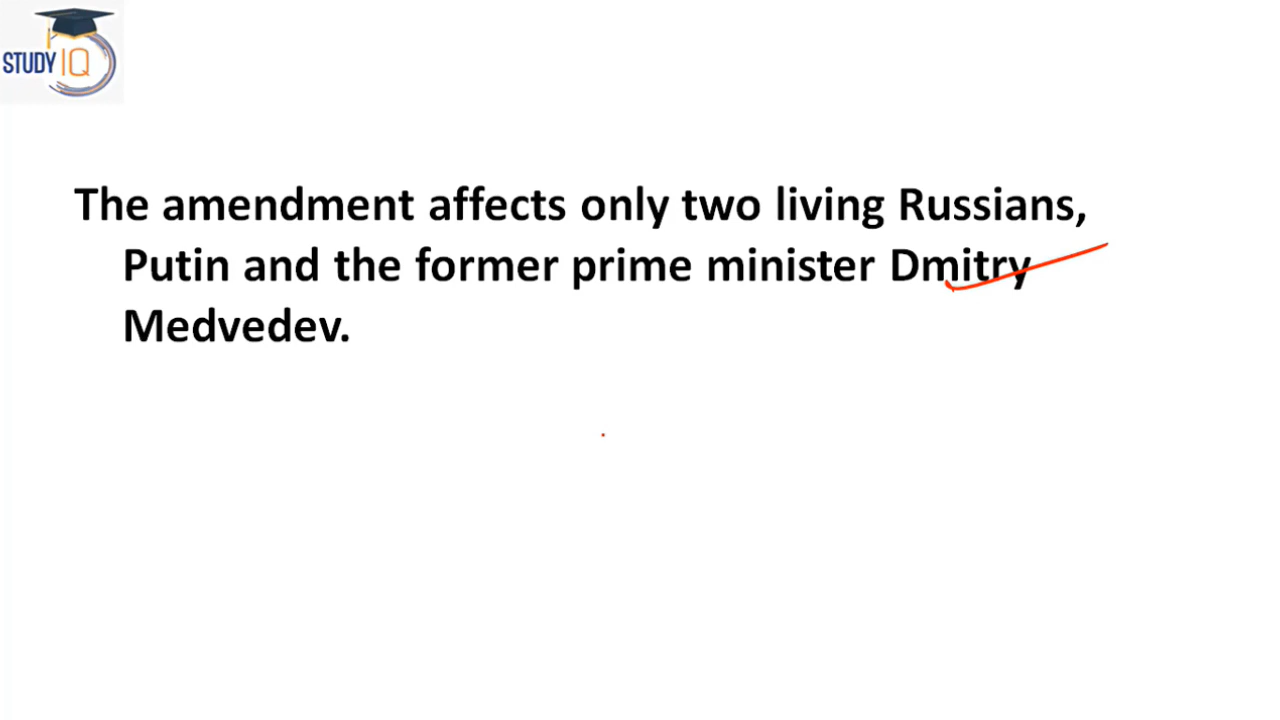 STUDY IQ
The amendment affects only two living Russians,
Putin and the former prime minister Dmitry
Medvedev.